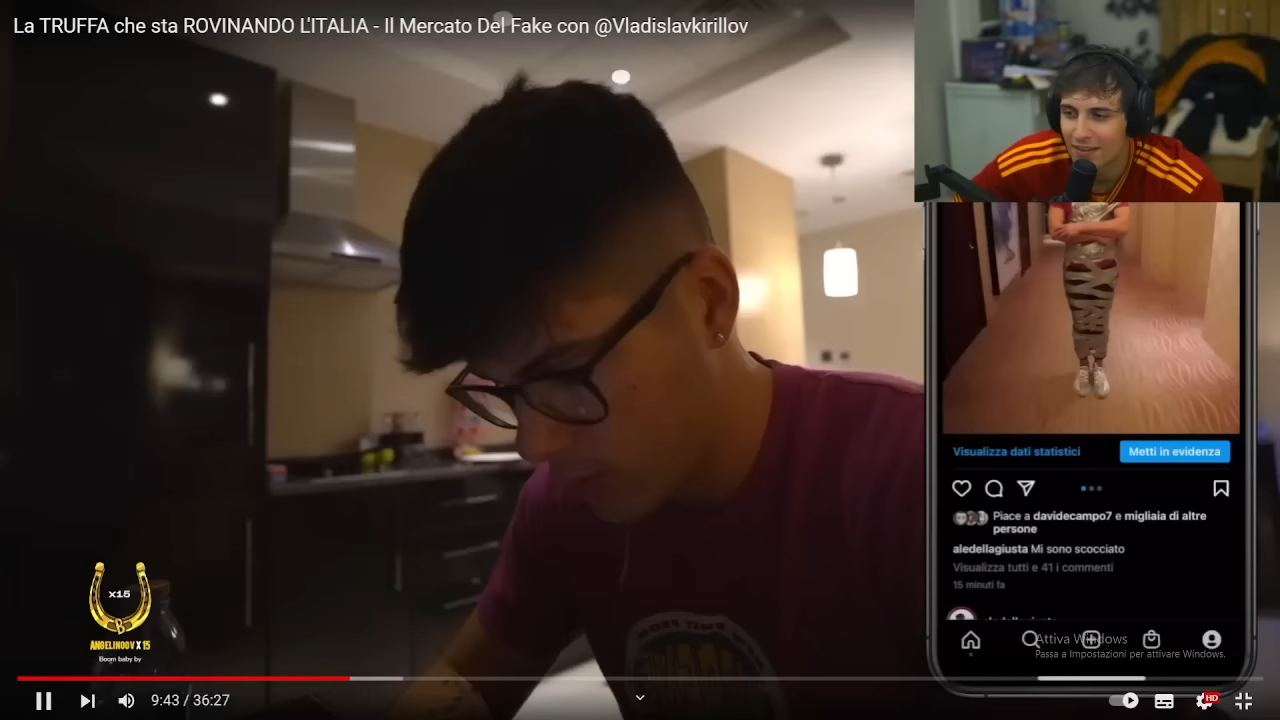 La TRUFFA che sta ROVINANDO L'ITALIA - Il Mercato Del Fake con @Vladislavkirillov
Visualizza dati statistici
Metti in evidenza
Piace a davidecampo7 e migliaia di altre
persone
aledellagiusta Mi sono scocciato
Visualizza tutti e 41 i commenti
15 minuti fa
x15
B
ANGELINOOV X 15
Boom baby by
Attiva Windows
Passa a Impostazioni per attivare Windows.
9:43 / 36:27
HD